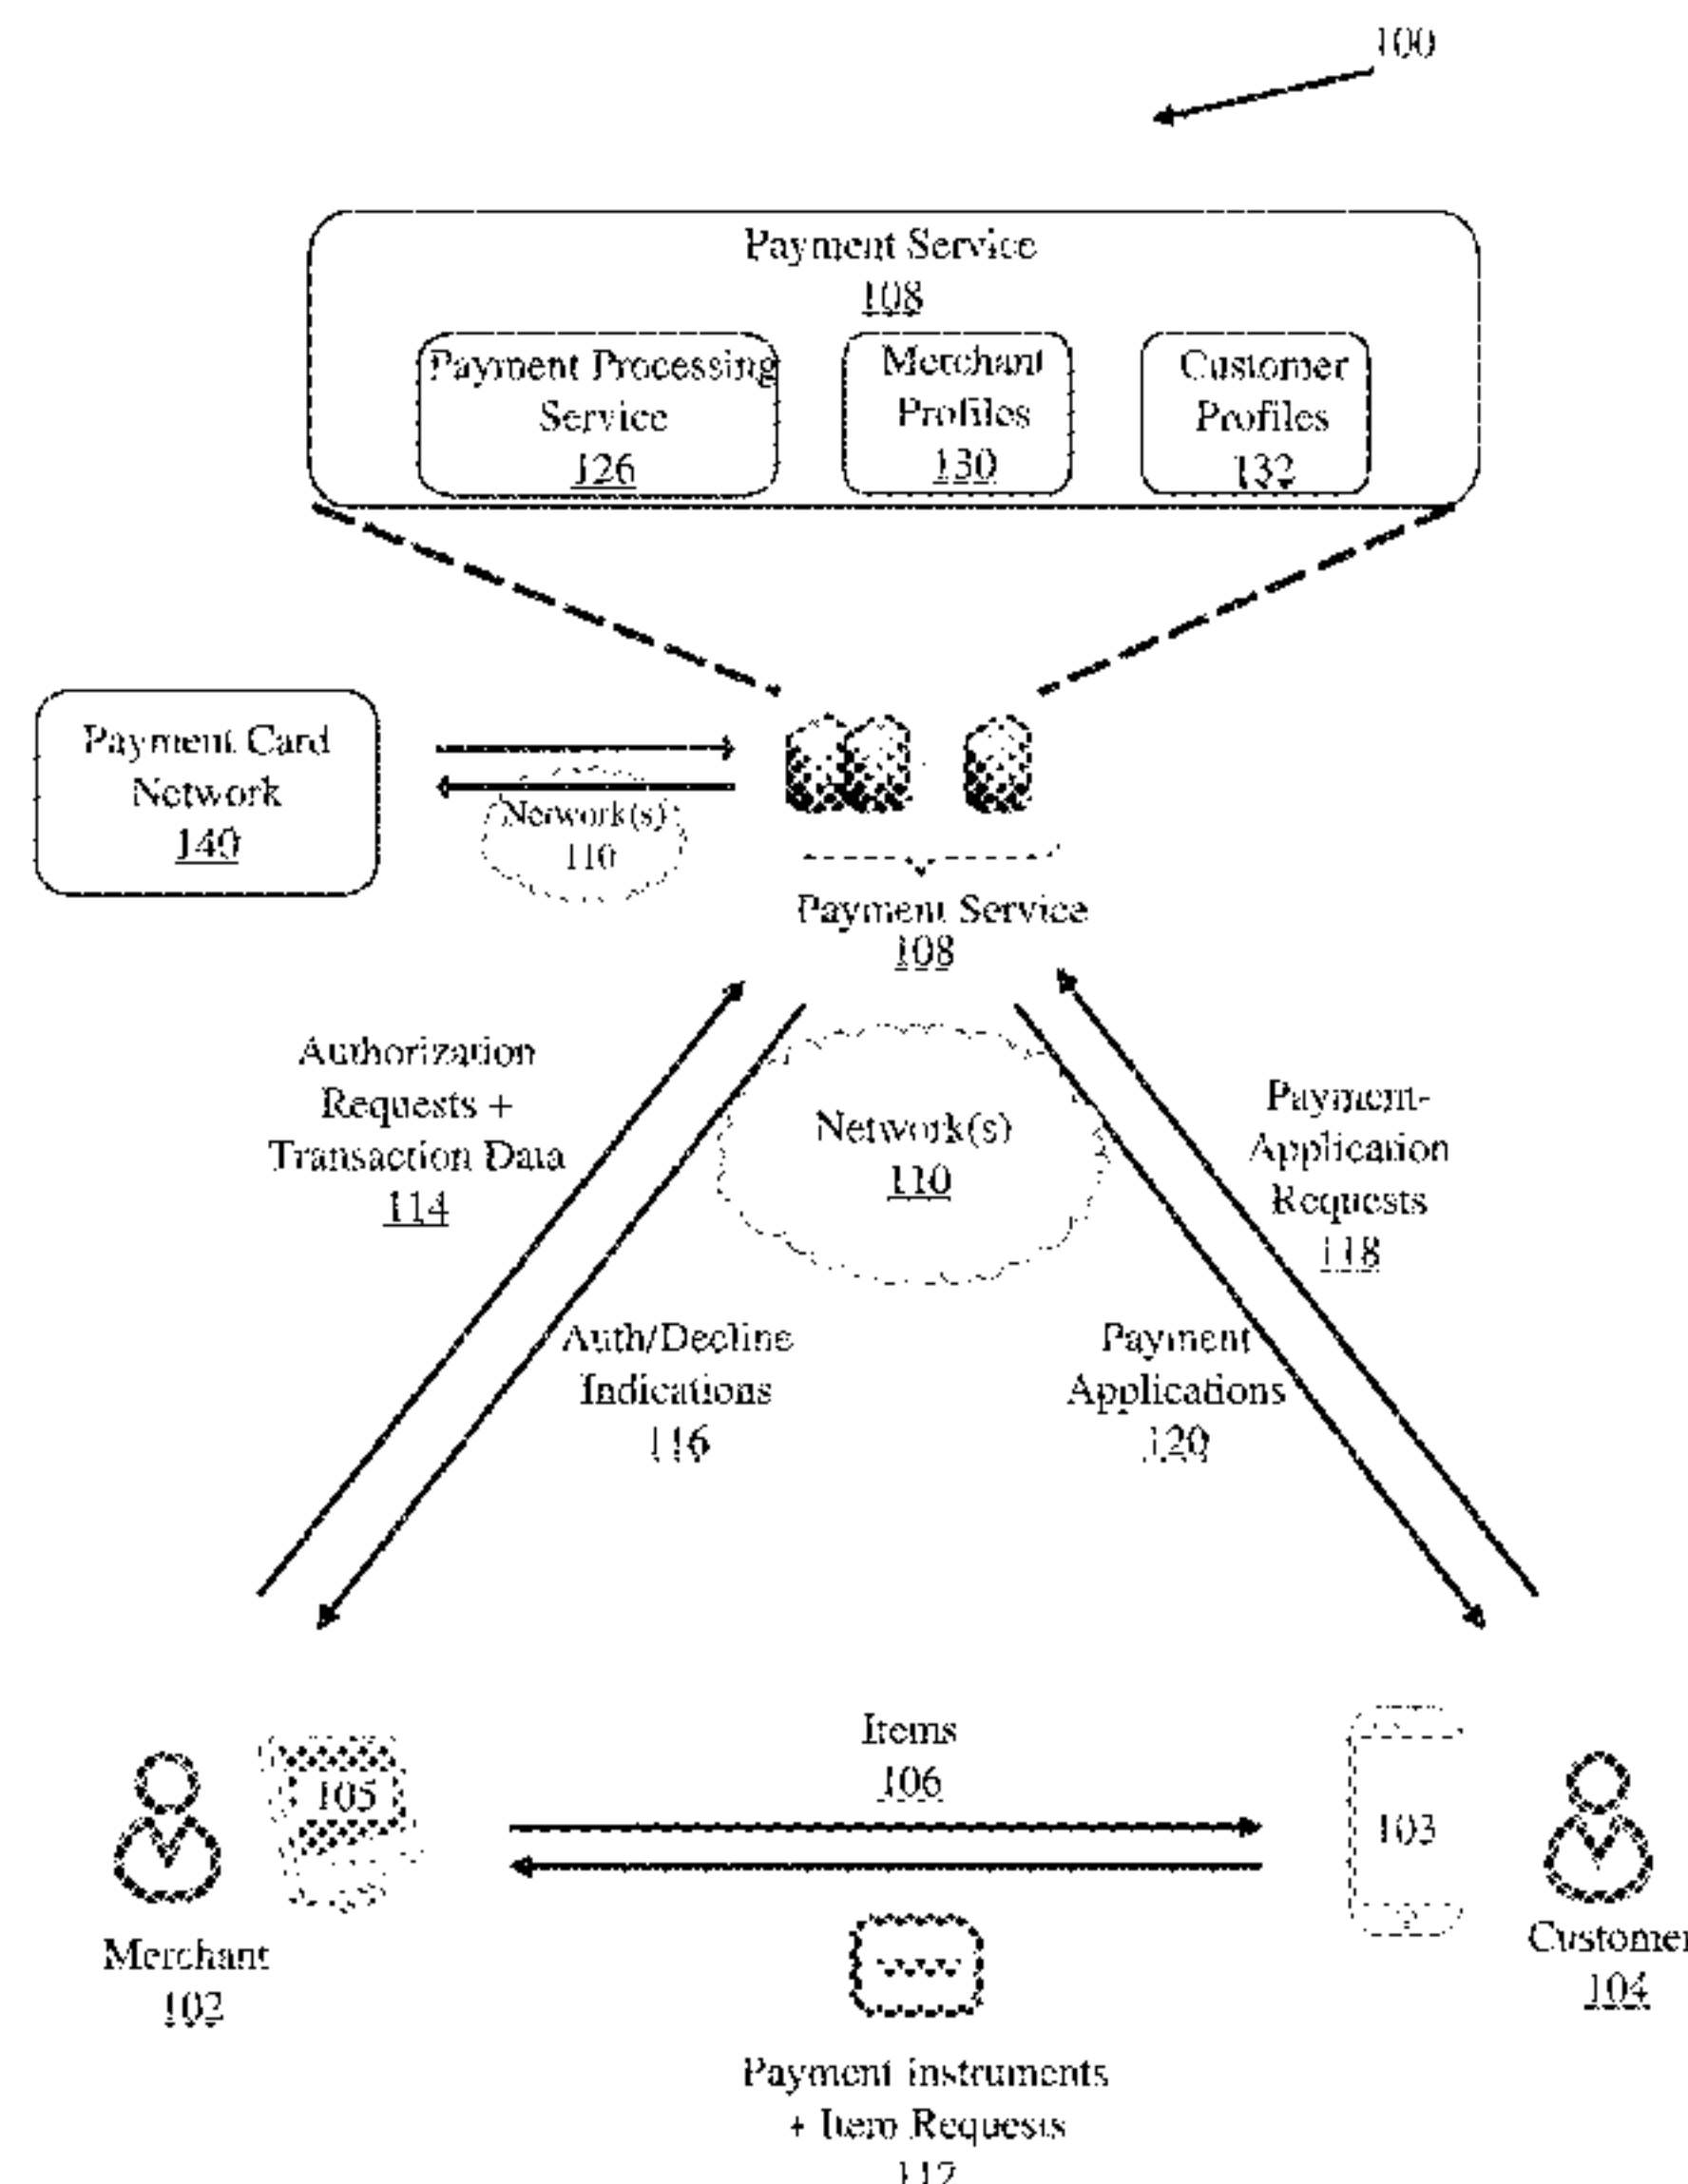 100
Payment Service
108
Payment Processing
Service
126
Merchant
Profiles
130
Customer
Profiles
132
Payment Card
Network
140
Network(s)
110
Payment Service
108
Authorization
Requests +
Transaction Data
114
Network(s)
110
Payment-
Application
Requests
118
Auth/Decline
Indications
116
Payment
Applications
120
Items
106
105
103
Merchant
102
Customer
104
Payment instruments
+ Item Requests
112